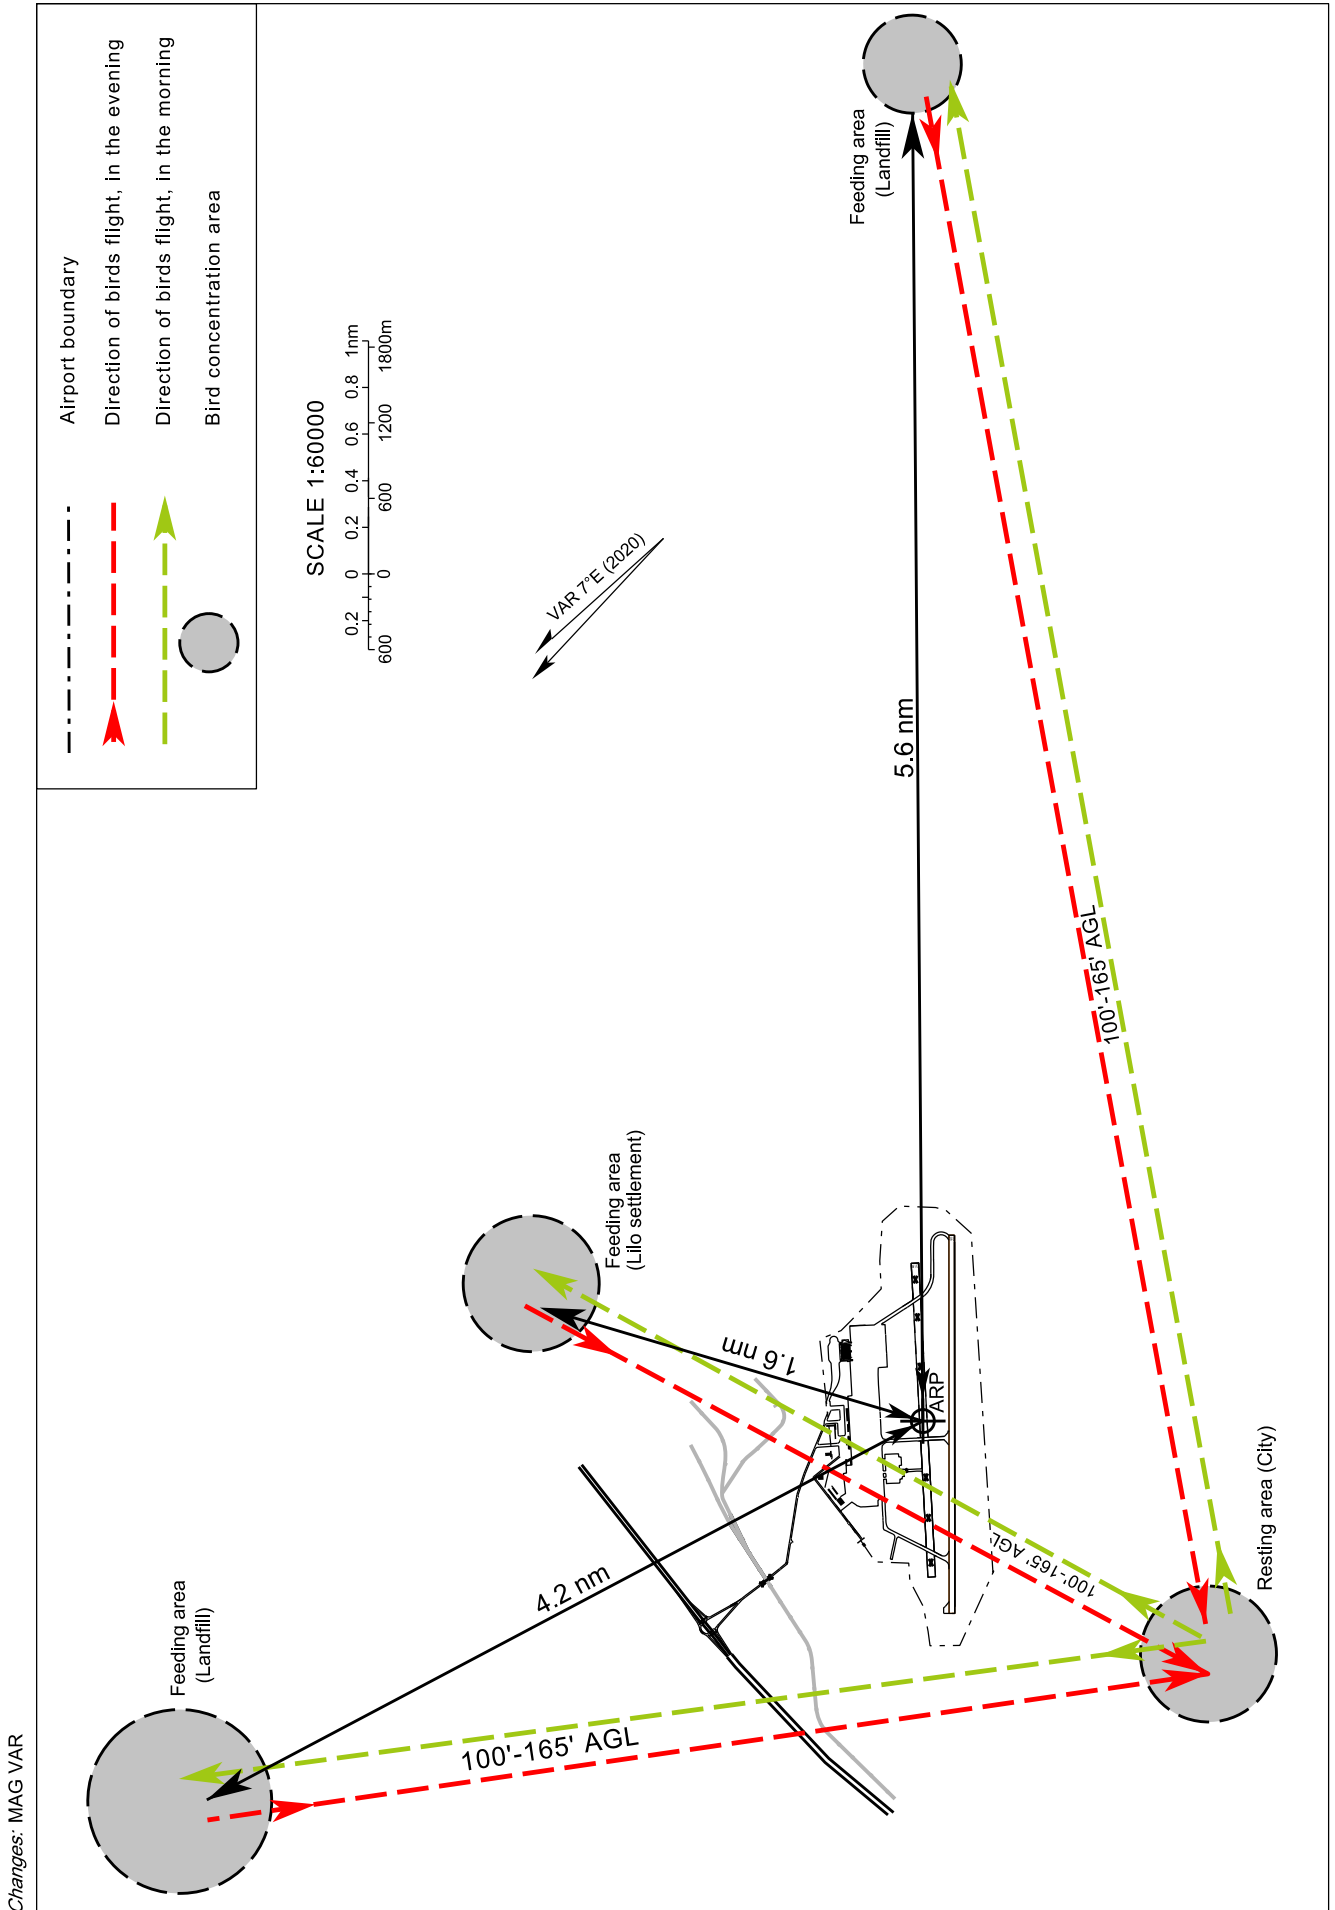 Changes: MAG VAR
Airport boundary
Direction of birds flight, in the evening
Direction of birds flight, in the morning
Bird concentration area
SCALE 1:60000
0.2 0 0.2 0.4 0.6 0.8 1nm
600 0 600 1200 1800m
VAR 7°E (2020)
Feeding area
(Landfill)
4.2 nm
100'-165' AGL
Feeding area
(Lilo settlement)
1.6 nm
ARP
100'-165' AGL
5.6 nm
Feeding area
(Landfill)
100'-165' AGL
Resting area (City)